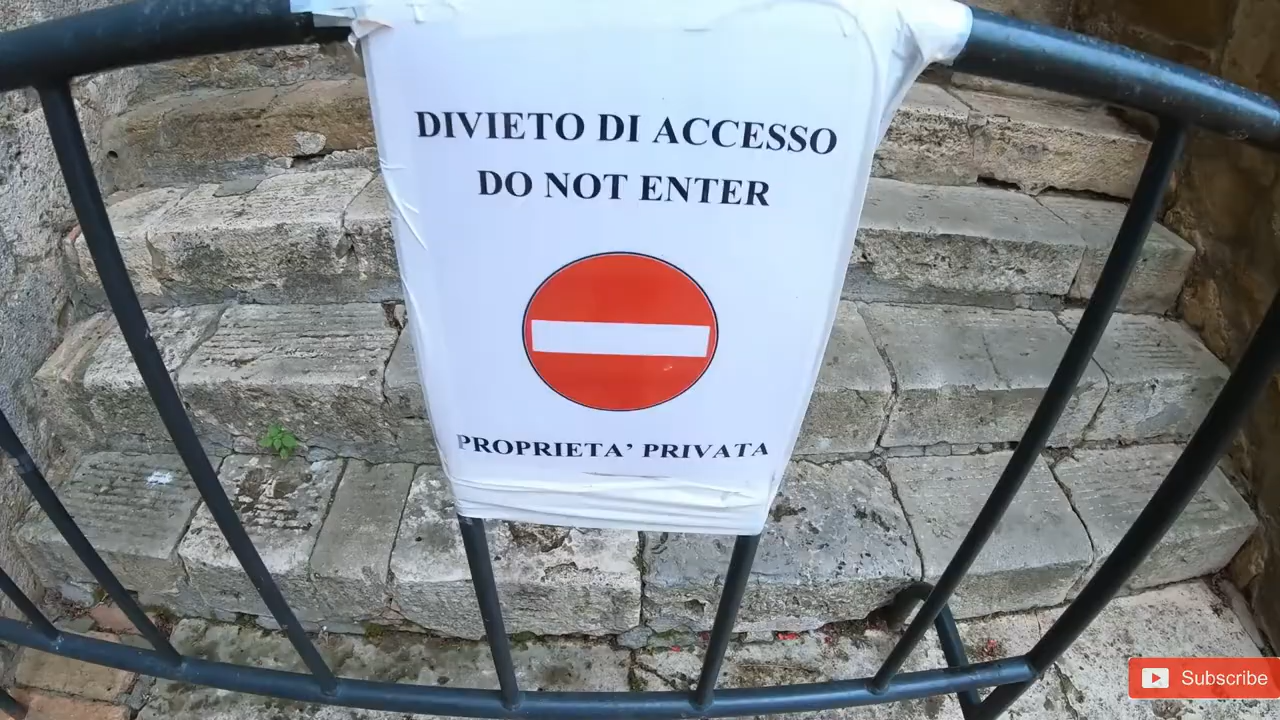 DIVIETO DI ACCESSO
DO NOT ENTER
PROPRIETA’ PRIVATA
Subscribe